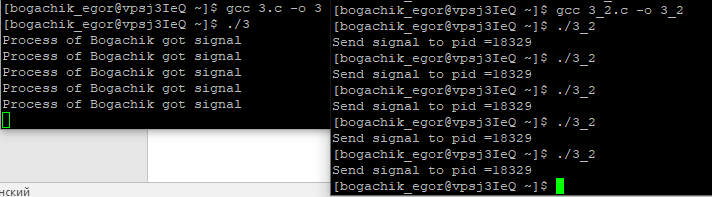 [bogachik_egor@vpsj3IeQ ~]$ gcc 3.c -o 3
[bogachik_egor@vpsj3IeQ ~]$ ./3
Process of Bogachik got signal
Process of Bogachik got signal
Process of Bogachik got signal
Process of Bogachik got signal
Process of Bogachik got signal
нский
[bogachik_egor@vpsj3IeQ ~]$ gcc 3_2.c -o 3_2
[bogachik_egor@vpsj3IeQ ~]$ ./3_2
Send signal to pid =18329
[bogachik_egor@vpsj3IeQ ~]$ ./3_2
Send signal to pid =18329
[bogachik_egor@vpsj3IeQ ~]$ ./3_2
Send signal to pid =18329
[bogachik_egor@vpsj3IeQ ~]$ ./3_2
Send signal to pid =18329
[bogachik_egor@vpsj3IeQ ~]$ ./3_2
Send signal to pid =18329
[bogachik_egor@vpsj3IeQ ~]$